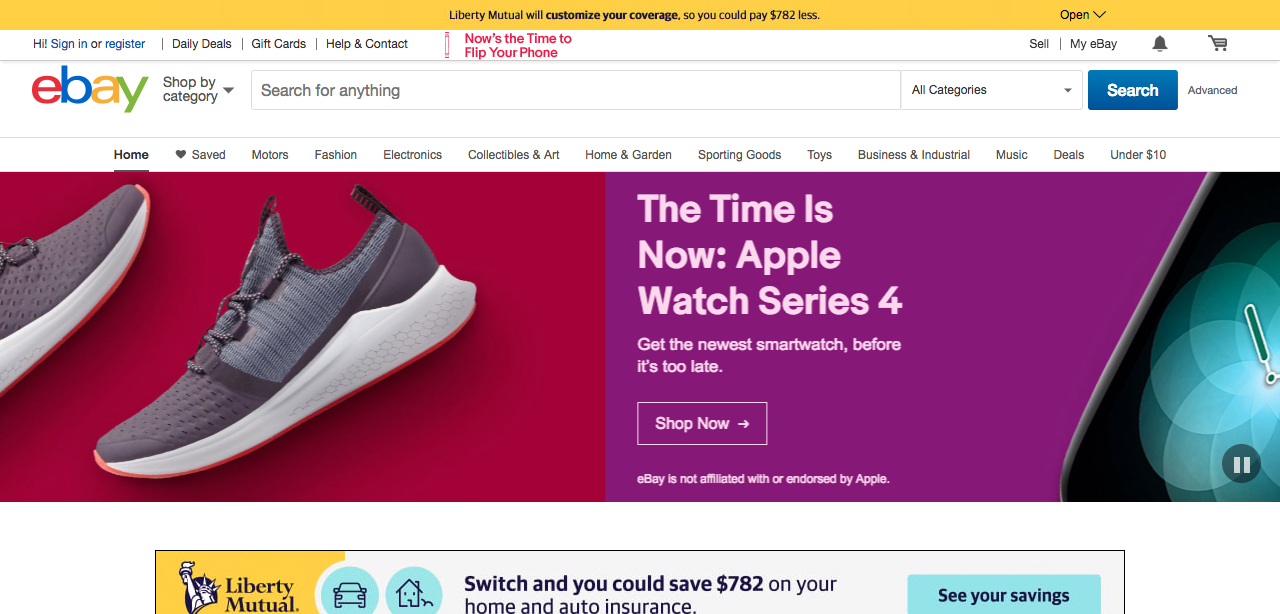 Liberty Mutual will customize your coverage, so you could pay $782 less.
Open
Hi! Sign in or register
Daily Deals
Gift Cards
Help & Contact
Now's the Time to
Flip Your Phone
Sell
My eBay
ebay
Shop by
category
Search for anything
All Categories
Search
Advanced
Home
Saved
Motors
Fashion
Electronics
Collectibles & Art
Home & Garden
Sporting Goods
Toys
Business & Industrial
Music
Deals
Under $10
The Time Is
Now: Apple
Watch Series 4
Get the newest smartwatch, before
it's too late.
Shop Now →
eBay is not affiliated with or endorsed by Apple.
Liberty
Mutual.
Switch and you could save $782 on your
home and auto insurance.
See your savings